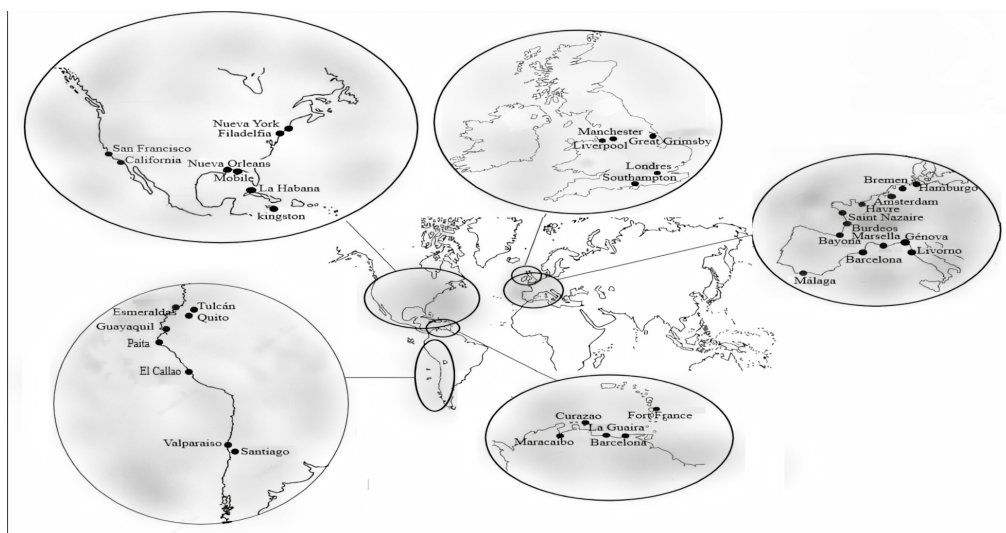 Nueva York
Filadelfia
San Francisco
California
Nueva Orleans
Mobile
La Habana
kingston
Manchester
Liverpool
Great Grimsby
Londres
Southampton
Bremen
Hamburgo
Amsterdam
Havre
Saint Nazaire
Burdeos
Marsella
Génova
Bayona
Livorno
Barcelona
Málaga
Tulcán
Esmeraldas
Quito
Guayaquil
Paita
El Callao
Valparaiso
Santiago
Curazao
Fort France
La Guaira
Maracaibo
Barcelona